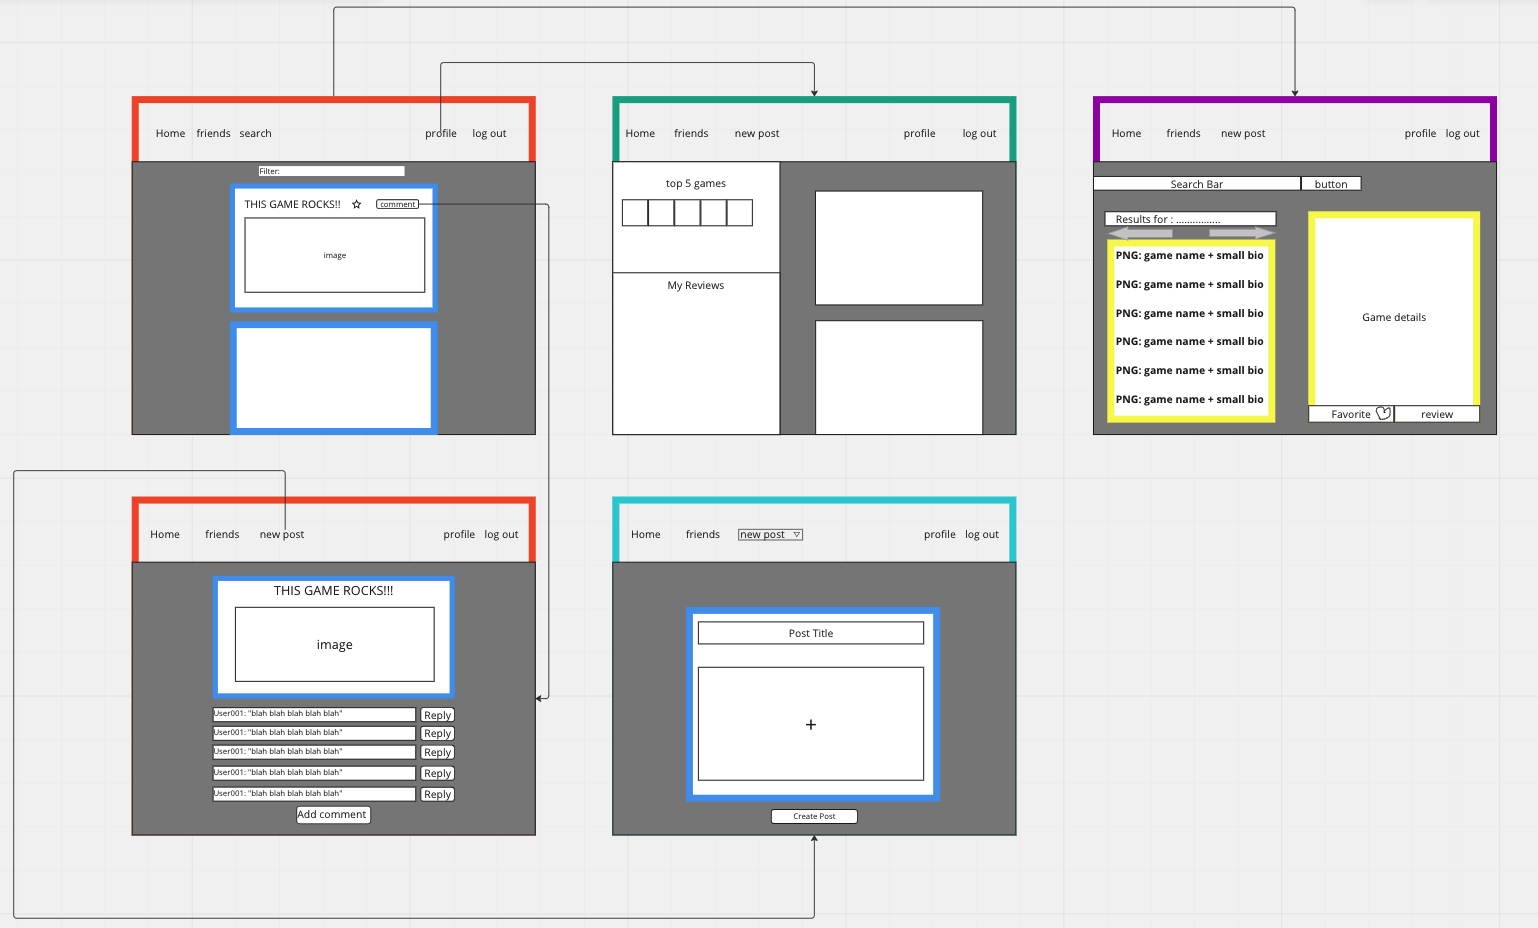 Home friends search profile log out
Filter:
THIS GAME ROCKS!! comment
image
Home friends new post profile log out
top 5 games
My Reviews
Home friends new post profile log out
Search Bar button
Results for : ................
PNG: game name + small bio
PNG: game name + small bio
PNG: game name + small bio
PNG: game name + small bio
PNG: game name + small bio
PNG: game name + small bio
Game details
Favorite review
Home friends new post profile log out
THIS GAME ROCKS!!!
image
User001: "blah blah blah blah blah" Reply
User001: "blah blah blah blah blah" Reply
User001: "blah blah blah blah blah" Reply
User001: "blah blah blah blah blah" Reply
User001: "blah blah blah blah blah" Reply
Add comment
Home friends new post profile log out
Post Title
+
Create Post